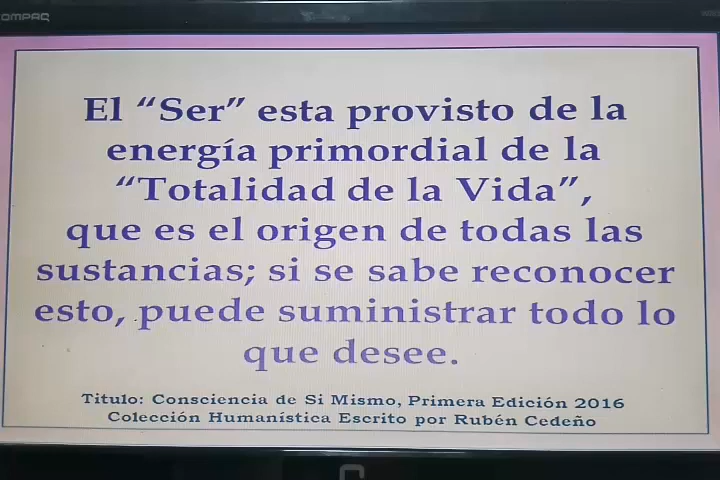 COMPAQ
El “Ser” esta provisto de la
energía primordial de la
“Totalidad de la Vida”,
que es el origen de todas las
sustancias; si se sabe reconocer
esto, puede suministrar todo lo
que desee.
Titulo: Consciencia de Si Mismo, Primera Edición 2016
Colección Humanística Escrito por Rubén Cedeño